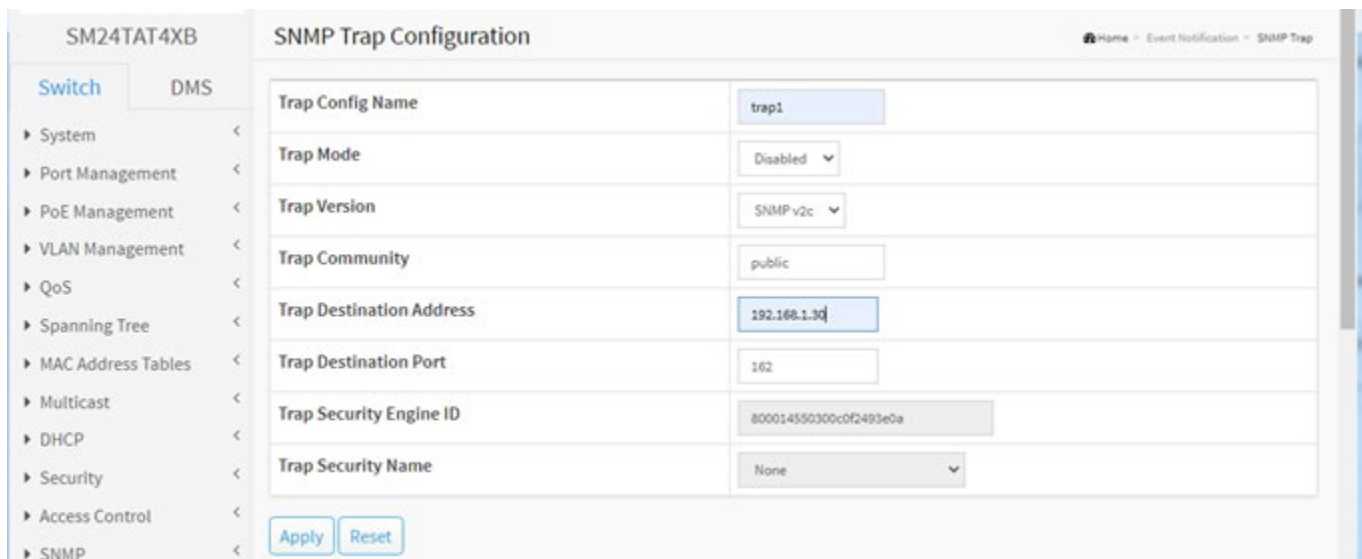 SM24TAT4XB
SNMP Trap Configuration
Home > Event Notification > SNMP Trap
Switch DMS
System
Port Management
PoE Management
VLAN Management
QoS
Spanning Tree
MAC Address Tables
Multicast
DHCP
Security
Access Control
SNMP
Trap Config Name trap1
Trap Mode Disabled
Trap Version SNMP v2c
Trap Community public
Trap Destination Address 192.168.1.30
Trap Destination Port 162
Trap Security Engine ID 800014550300c0f2493e0a
Trap Security Name None
Apply Reset